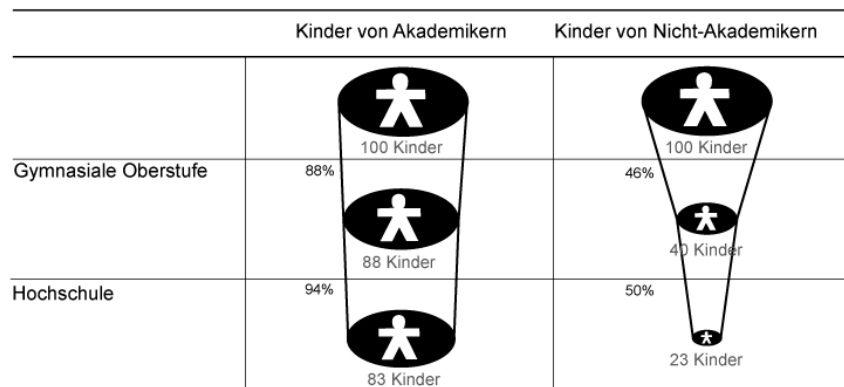 Kinder von Akademikern Kinder von Nicht-Akademikern
100 Kinder 100 Kinder
Gymnasiale Oberstufe 88% 46%
88 Kinder 40 Kinder
Hochschule 94% 50%
83 Kinder 23 Kinder